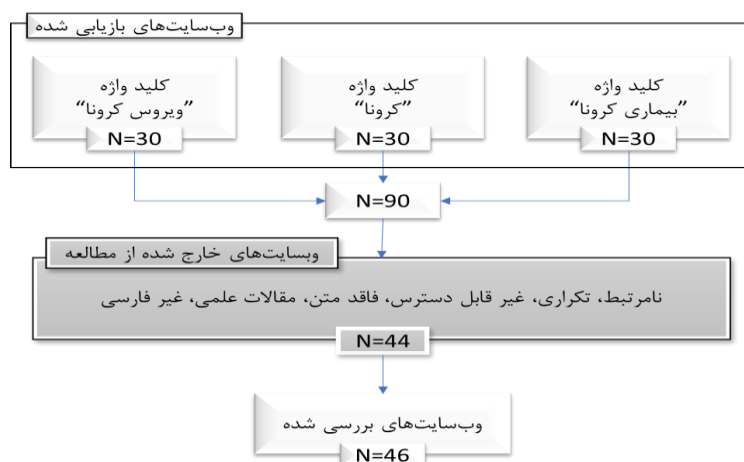 وب‌سایت‌های بازیابی شده
کلید واژه
”بیماری کرونا“
N=30
کلید واژه
”کرونا“
N=30
کلید واژه
”ویروس کرونا“
N=30
N=90
وبسایت‌های خارج شده از مطالعه
نامرتبط، تکراری، غیر قابل دسترس، فاقد متن، مقالات علمی، غیر فارسی
N=44
وب‌سایت‌های بررسی شده
N=46